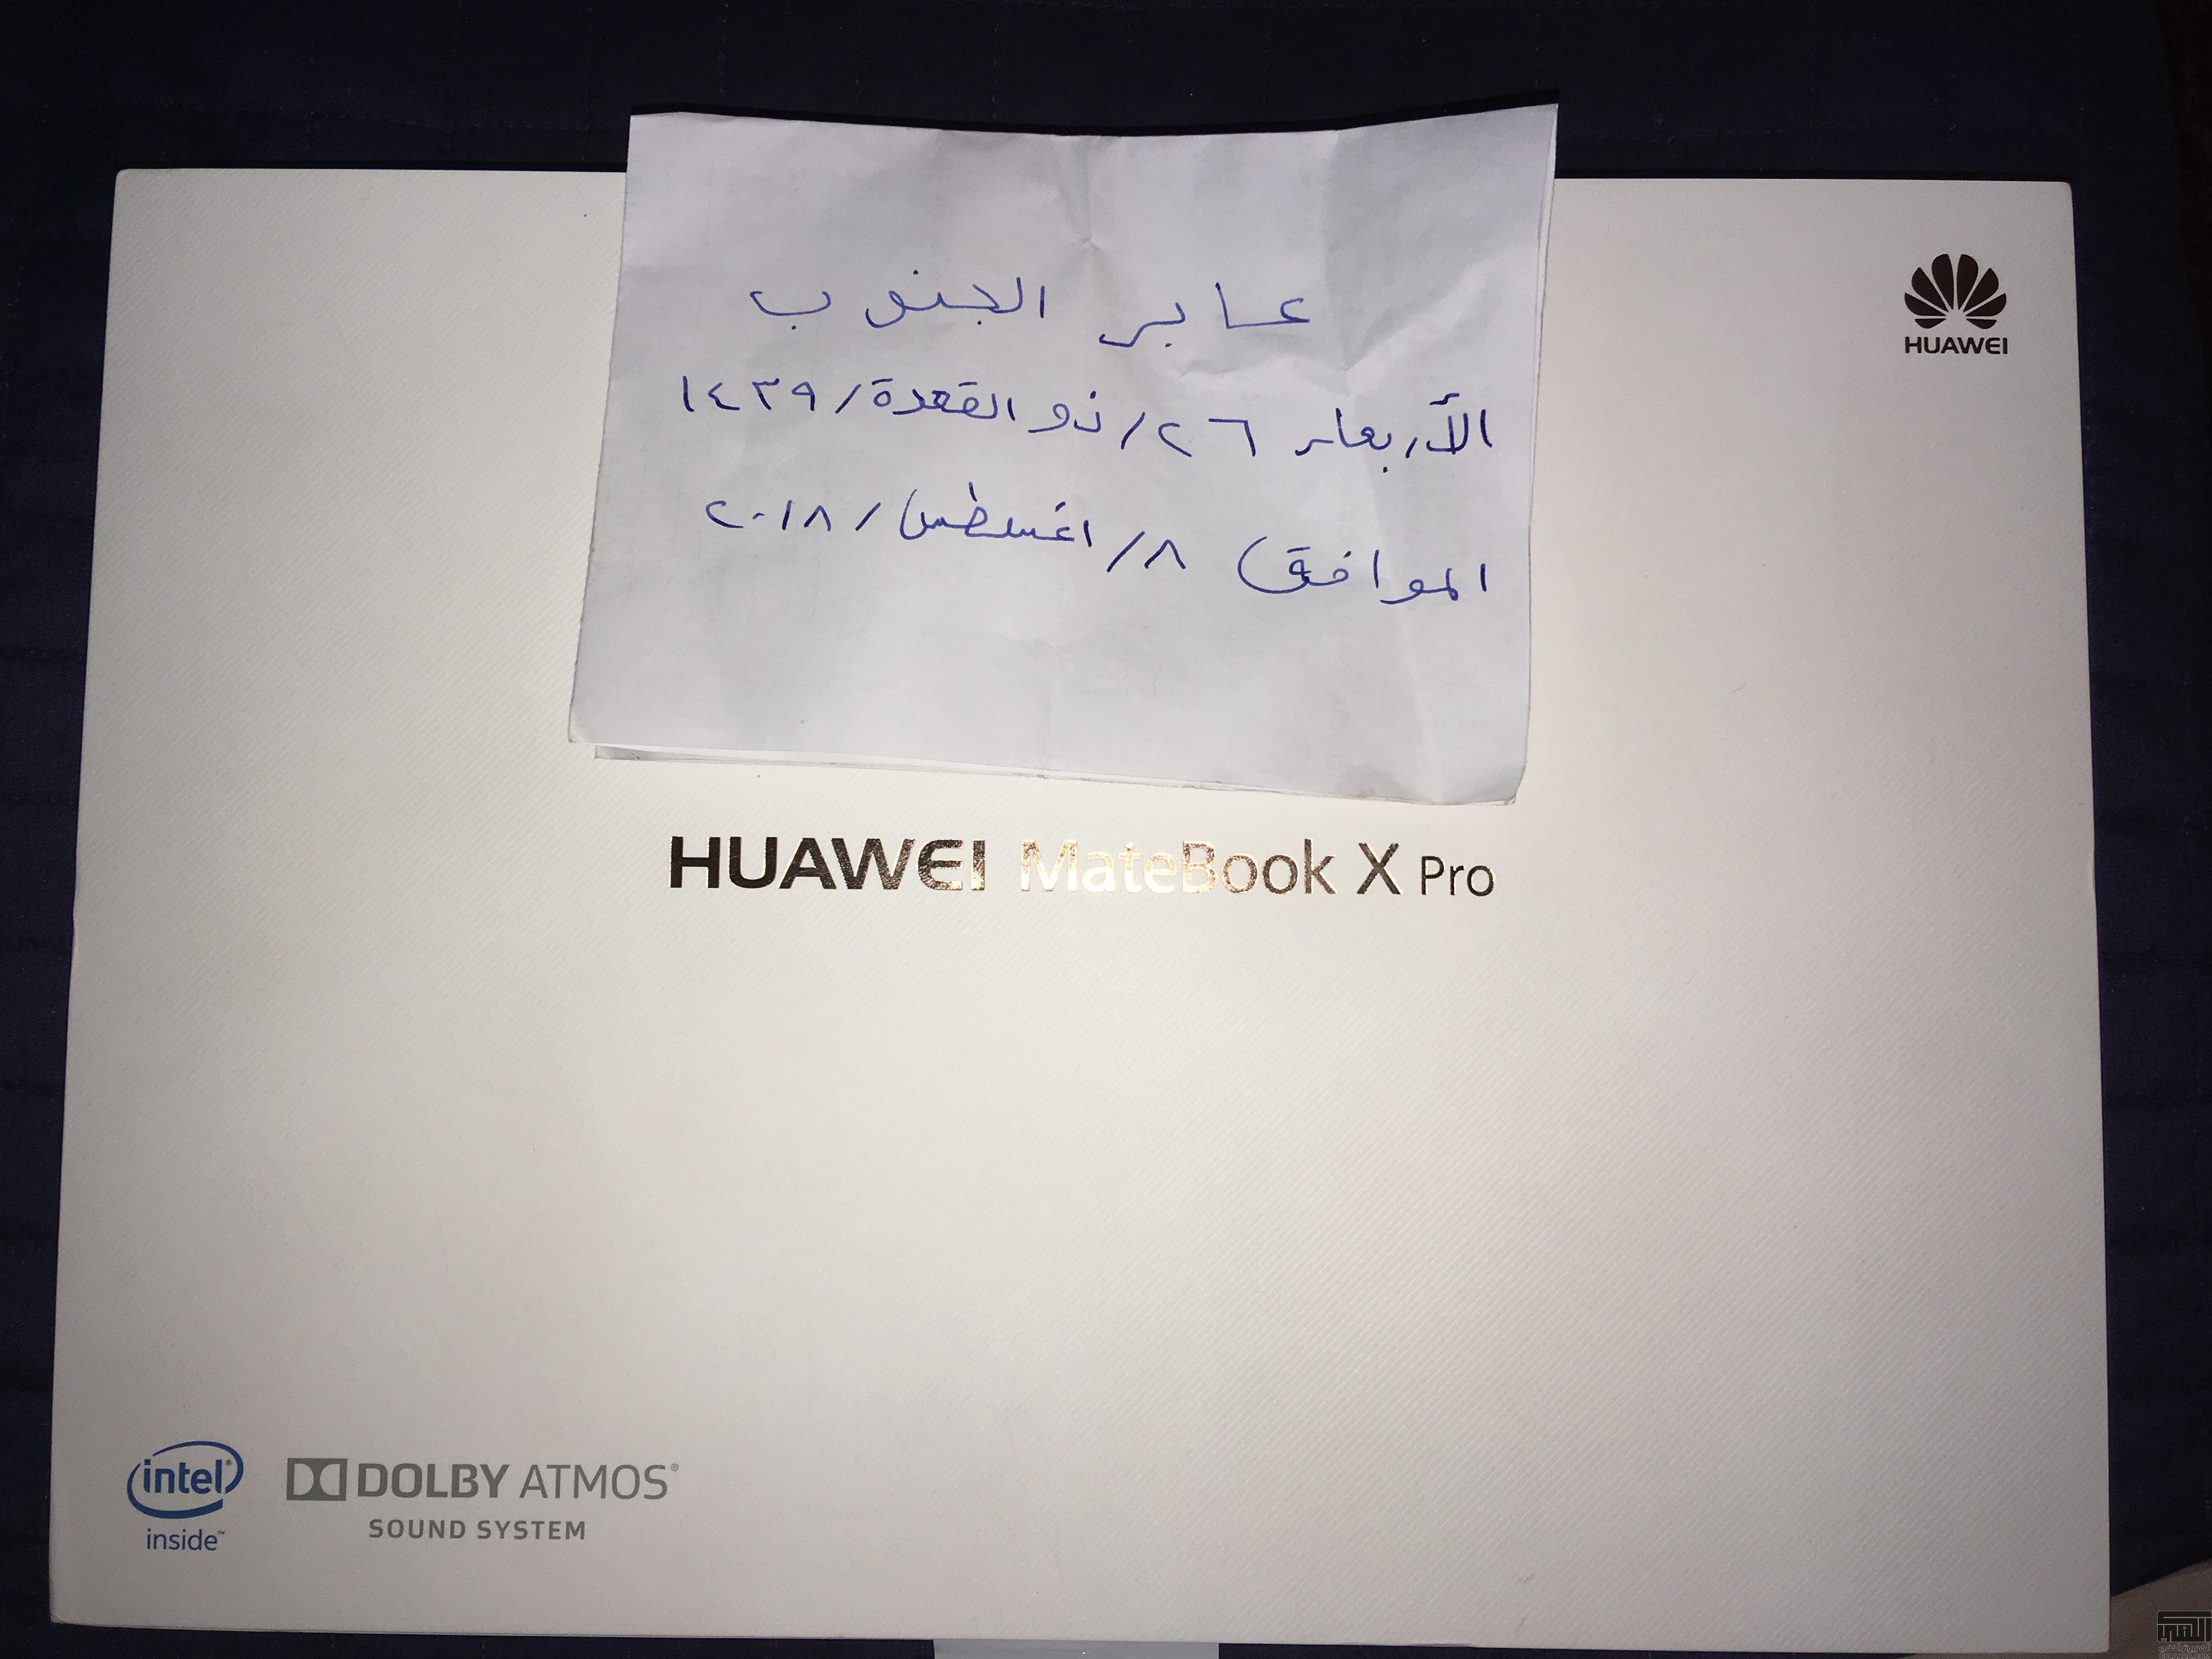 عابر الجنوب
الأربعاء ٢٦/ذو القعدة/١٤٣٩
الموافق ٨/اغسطس/٢٠١٨
HUAWEI
HUAWEI MateBook X Pro
intel®
inside™
DOLBY ATMOS®
SOUND SYSTEM